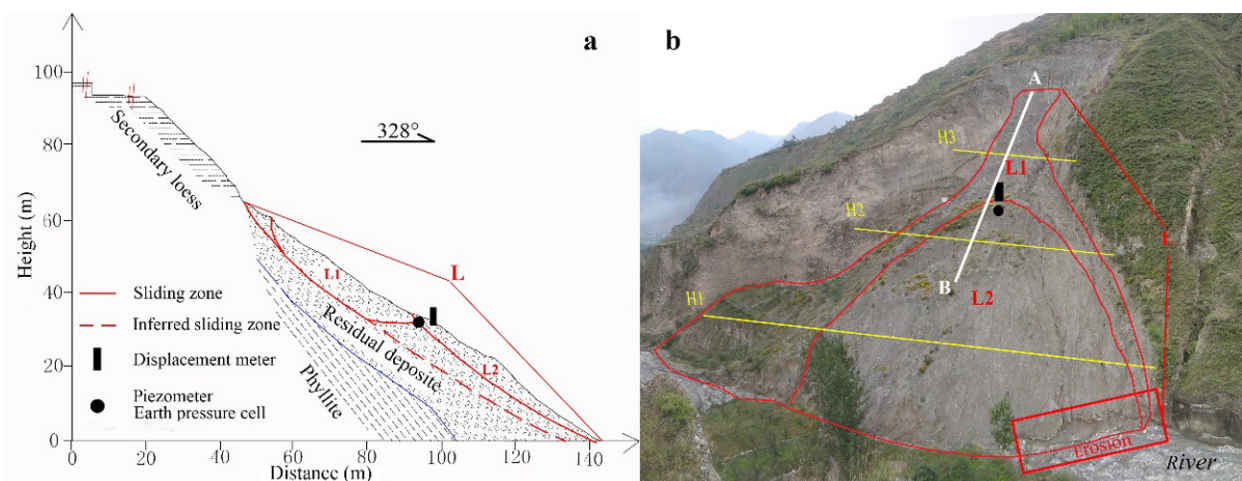 a
Height (m)
100
80
60
40
20
0
Secondary loess
328°
L
L1
L2
Residual deposite
Phyllite
Sliding zone
Inferred sliding zone
Displacement meter
Piezometer
Earth pressure cell
0 20 40 60 80 100 120 140
Distance (m)
b
A
H3
L1
H2
B
L2
L
H1
Erosion
River